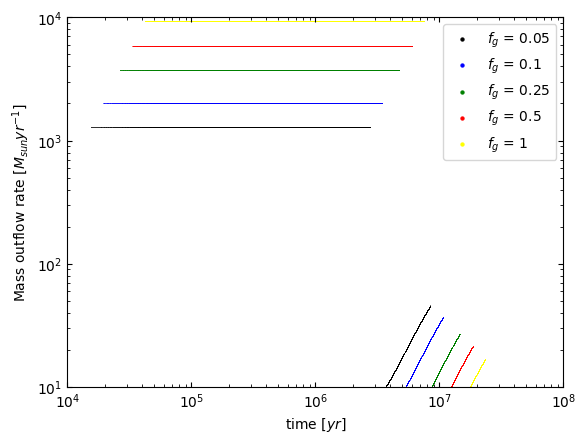 10^4
f_g = 0.05
f_g = 0.1
f_g = 0.25
f_g = 0.5
f_g = 1
10^3
10^2
10^1
Mass outflow rate [M_{sun}yr^{-1}]
10^4 10^5 10^6 10^7 10^8
time [yr]